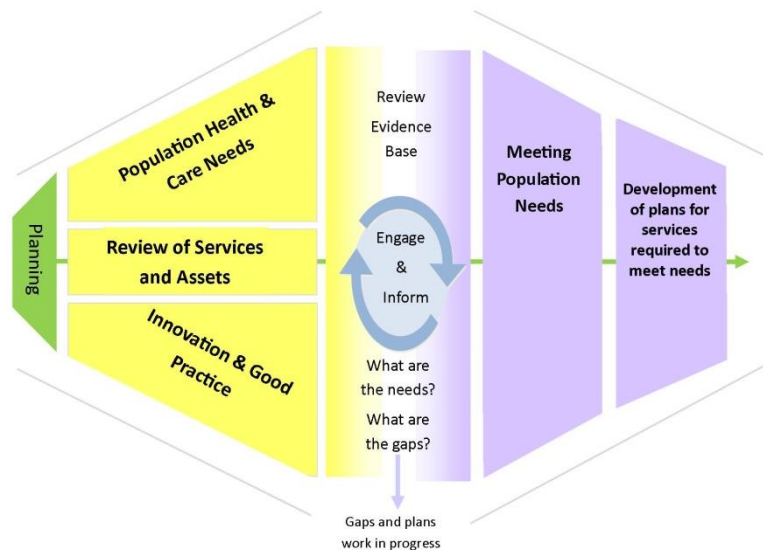 Planning
Population Health &
Care Needs
Review of Services
and Assets
Innovation & Good
Practice
Review
Evidence
Base
Engage
&
Inform
What are
the needs?
What are
the gaps?
Gaps and plans
work in progress
Meeting
Population
Needs
Development
of plans for
services
required to
meet needs